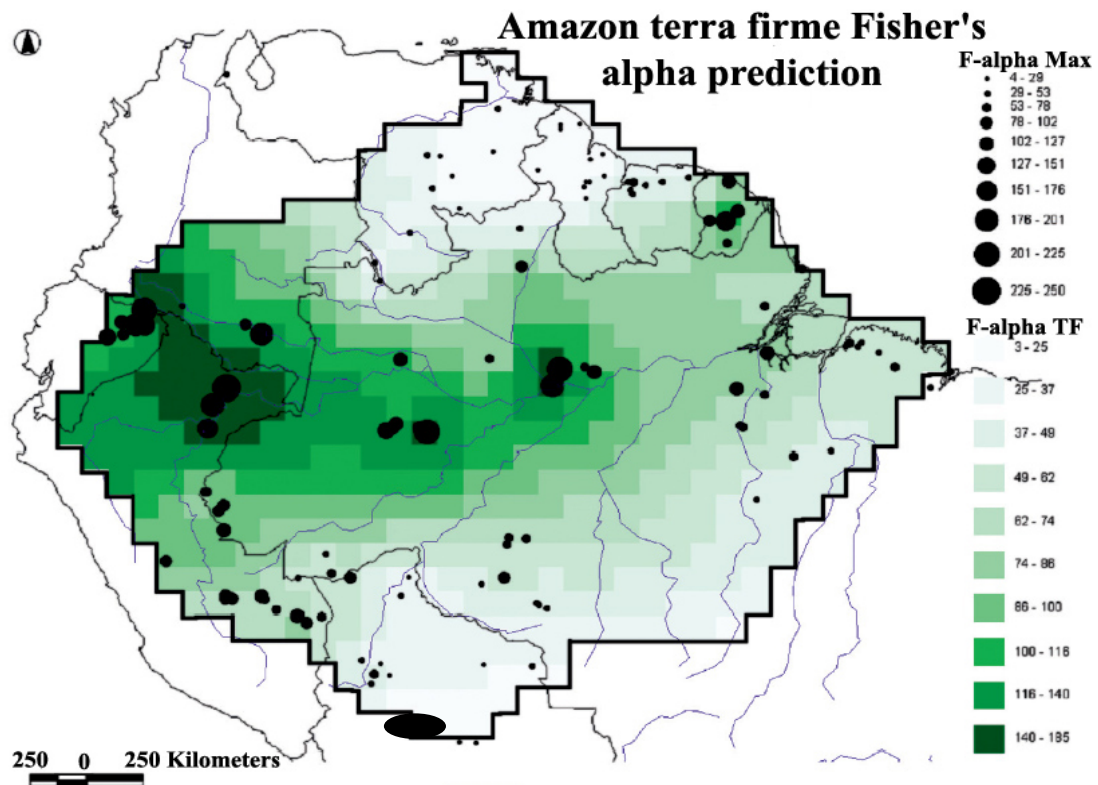 Amazon terra firme Fisher's
alpha prediction
F-alpha Max
4 - 29
29 - 53
53 - 78
78 - 102
102 - 127
127 - 151
151 - 176
176 - 201
201 - 225
225 - 250
F-alpha TF
3 - 25
25 - 37
37 - 49
49 - 62
62 - 74
74 - 86
86 - 100
100 - 116
116 - 140
140 - 185
250 0 250 Kilometers